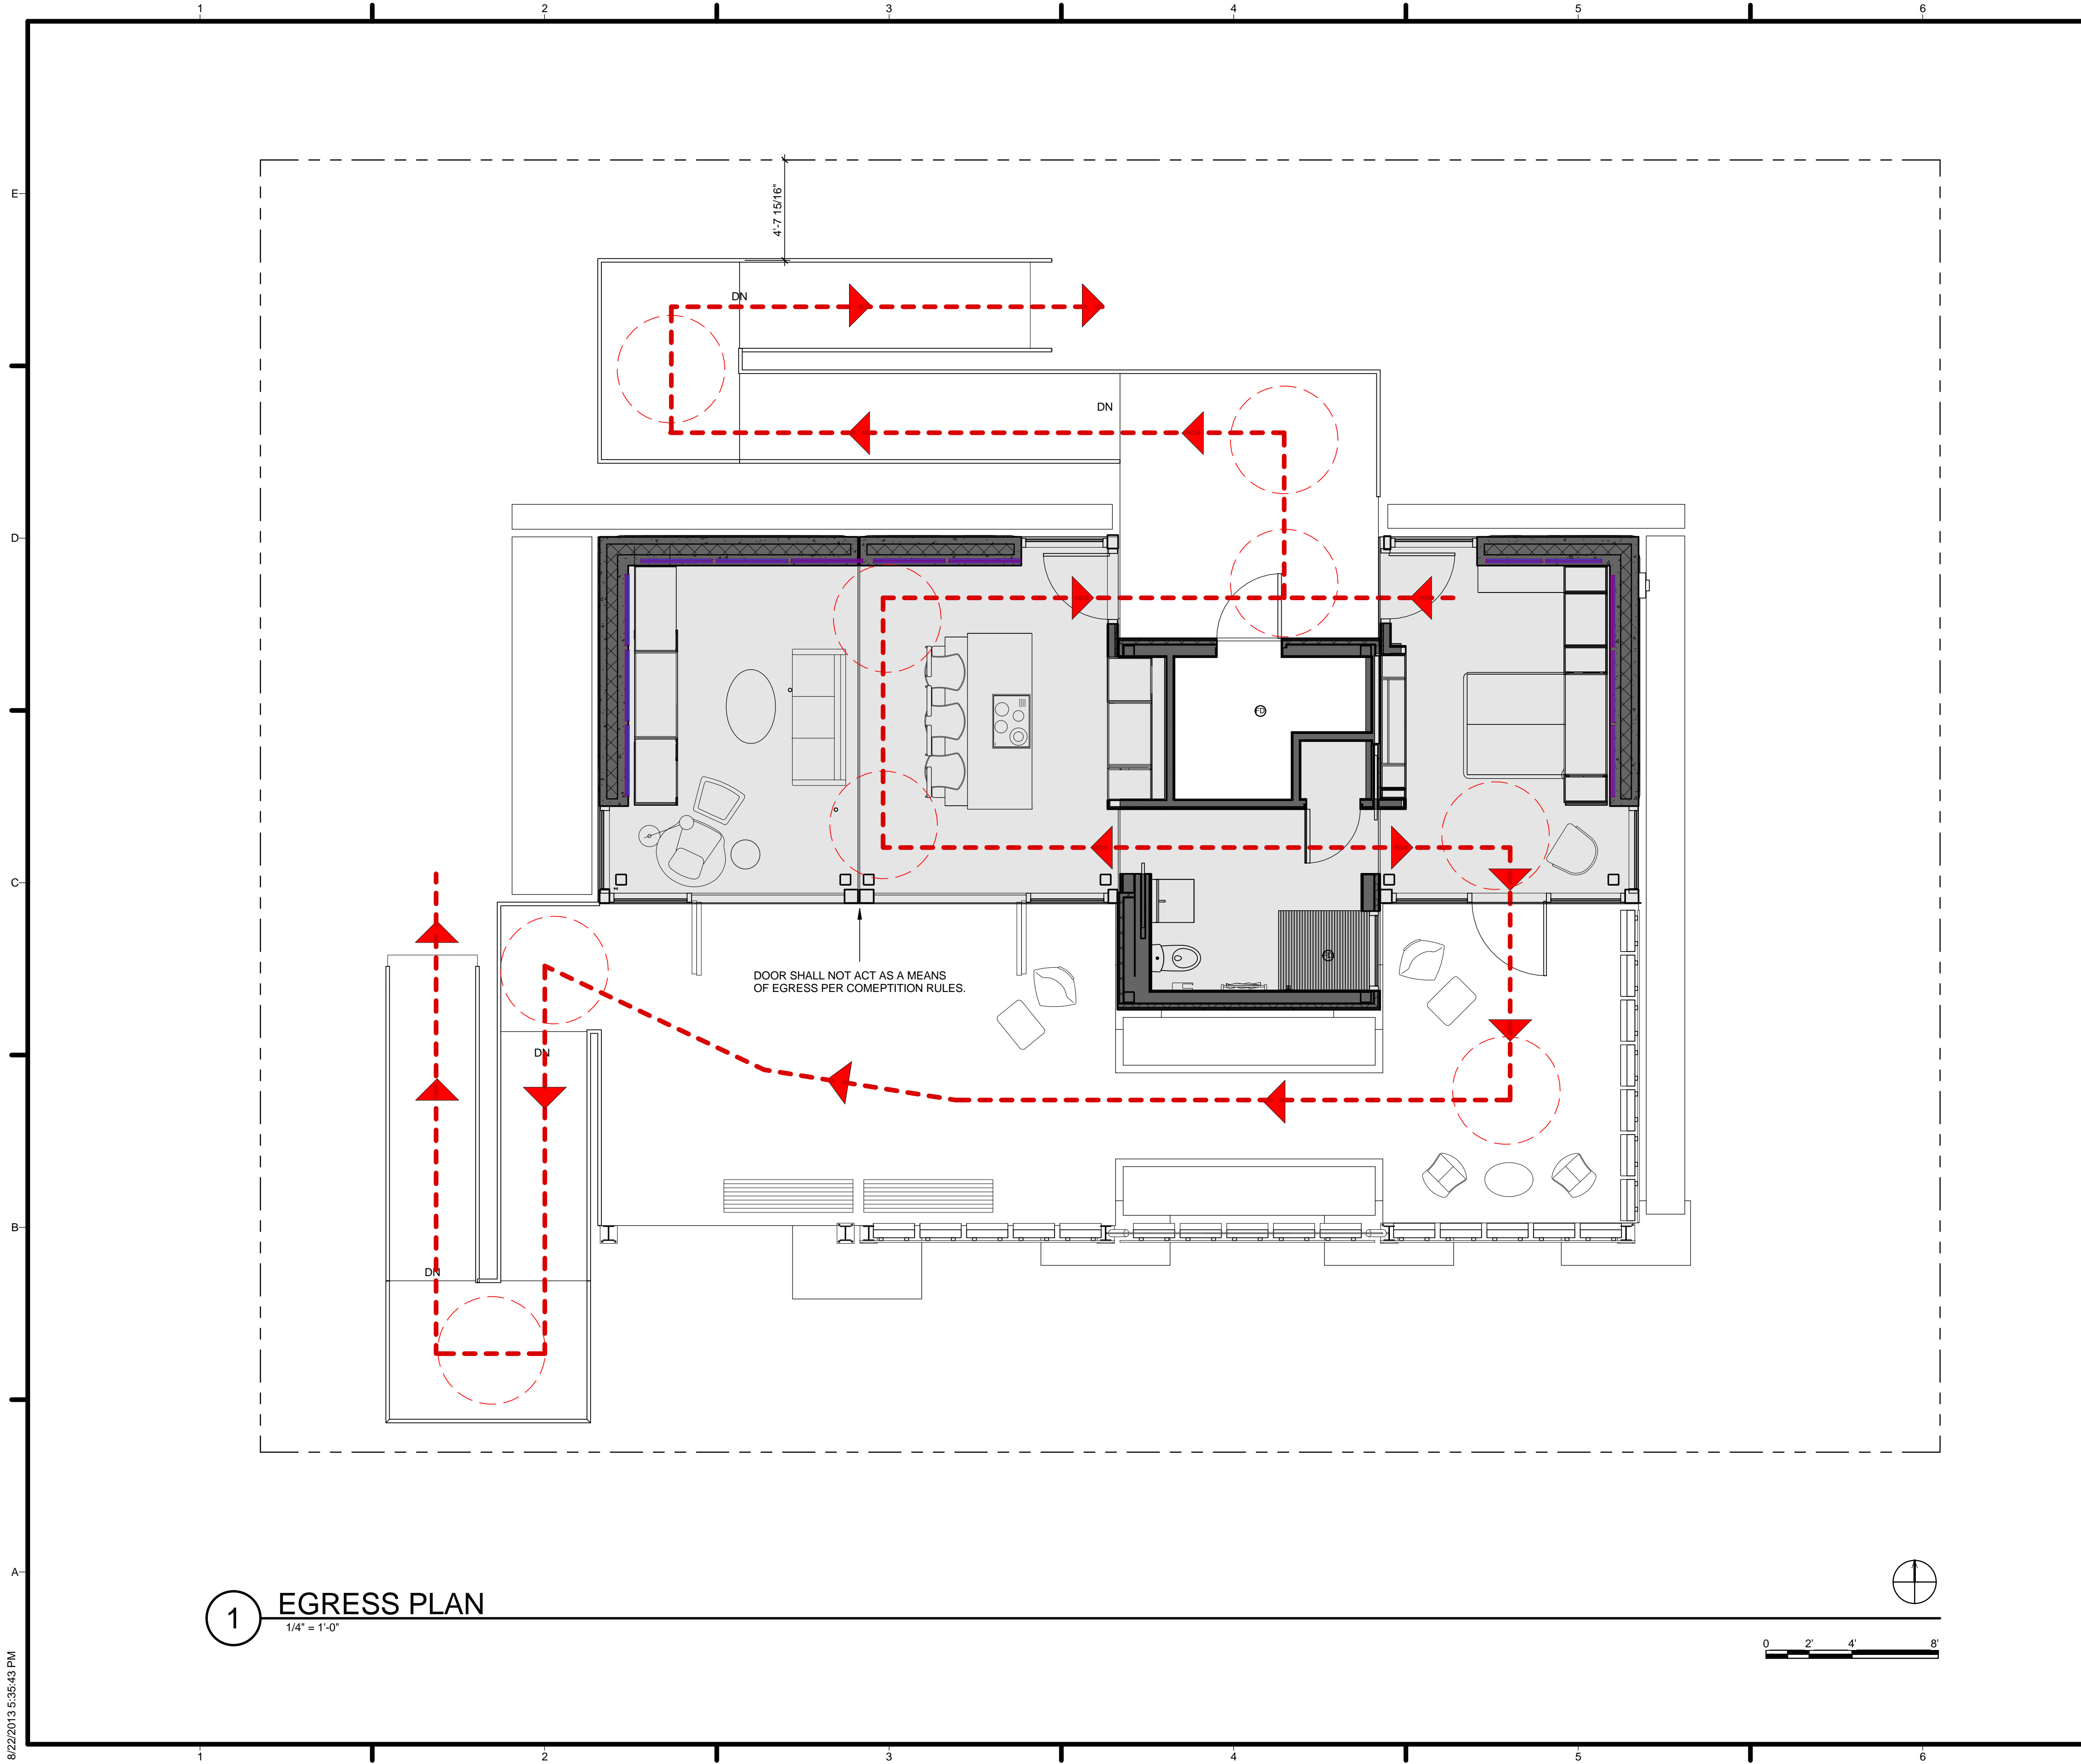 1 2 3 4 5 6
E
4'-7 15/16"
DN
DN
D
FD
C
FD
DOOR SHALL NOT ACT AS A MEANS
OF EGRESS PER COMEPTITION RULES.
DN
B
DN
A
1 EGRESS PLAN
1/4" = 1'-0"
0 2' 4' 8'
8/22/2013 5:35:43 PM
1 2 3 4 5 6